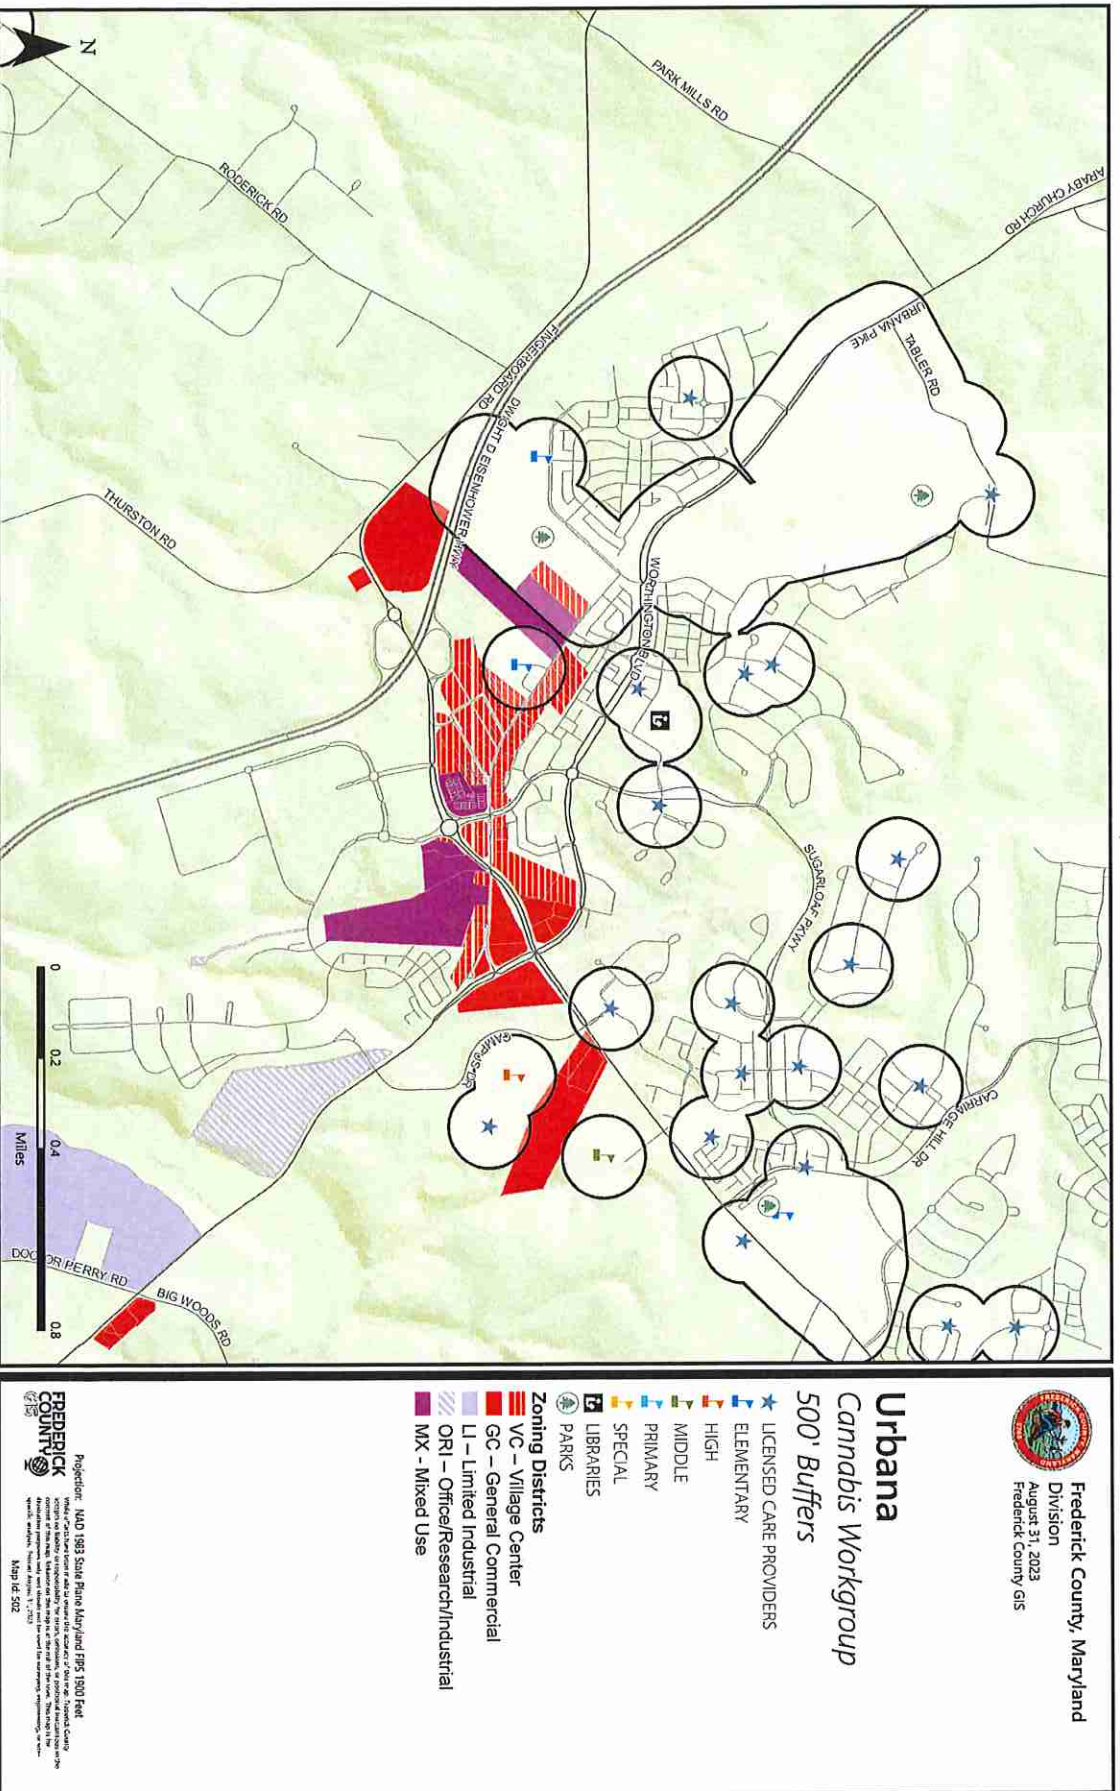 Frederick County, Maryland
Division
August 31, 2023
Frederick County GIS
FREDERICK COUNTY, MARYLAND
Urbana
Cannabis Workgroup
500' Buffers
LICENSED CARE PROVIDERS
ELEMENTARY
HIGH
MIDDLE
PRIMARY
SPECIAL
LIBRARIES
PARKS
Zoning Districts
VC – Village Center
GC – General Commercial
LI – Limited Industrial
ORI – Office/Research/Industrial
MX - Mixed Use
Projection: NAD 1983 State Plane Maryland FIPS 1900 Feet
Map Id: 502
FREDERICK
COUNTY
N
PARK MILLS RD
ARABY CHURCH RD
RODERICK RD
URBANA PIKE
TABLER RD
FINGERBOARD RD
DWIGHT D EISENHOWER HWY
THURSTON RD
WORTHINGTON BLVD
SUGARLOAF PKWY
CARRIAGE HILL DR
CAMPUS DR
DOCTOR PERRY RD
BIG WOODS RD
0
0.2
0.4
0.8
Miles